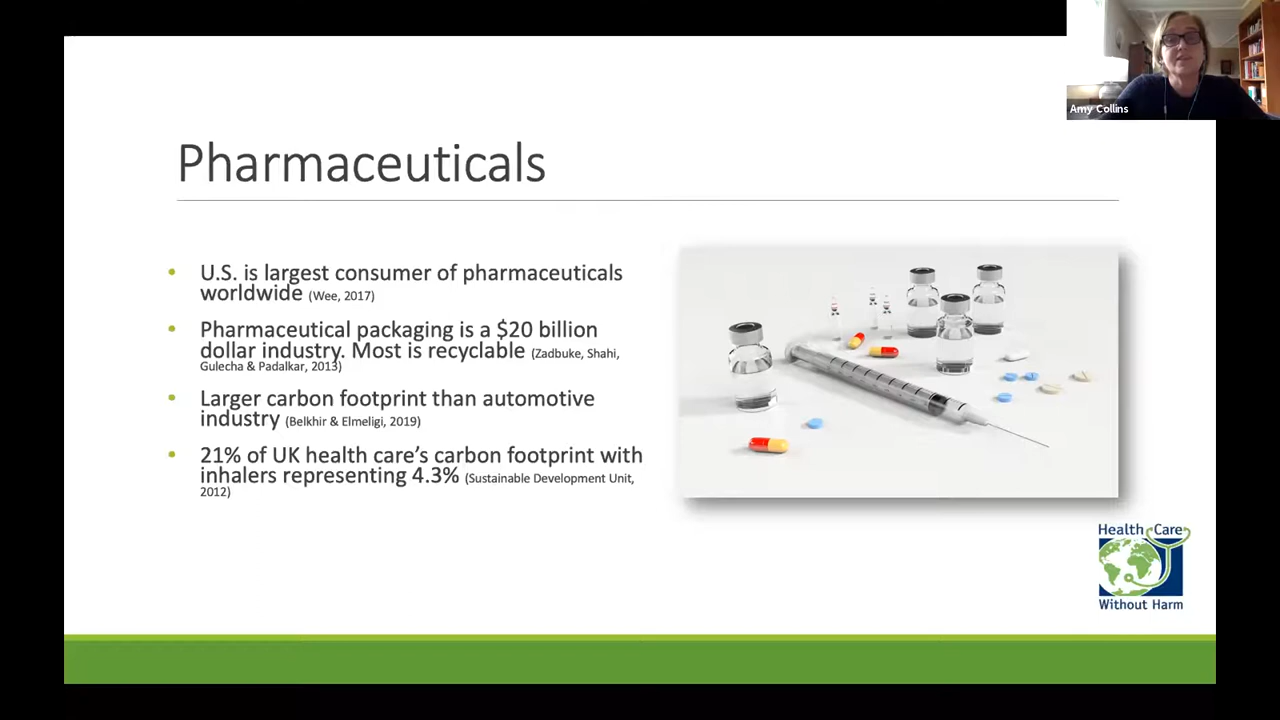 Amy Collins
Pharmaceuticals
• U.S. is largest consumer of pharmaceuticals
worldwide (Wee, 2017)
• Pharmaceutical packaging is a $20 billion
dollar industry. Most is recyclable (Zadbuke, Shahi,
Gulecha & Padalkar, 2013)
• Larger carbon footprint than automotive
industry (Belkhir & Elmeligi, 2019)
• 21% of UK health care’s carbon footprint with
inhalers representing 4.3% (Sustainable Development Unit,
2012)
Health Care
Without Harm